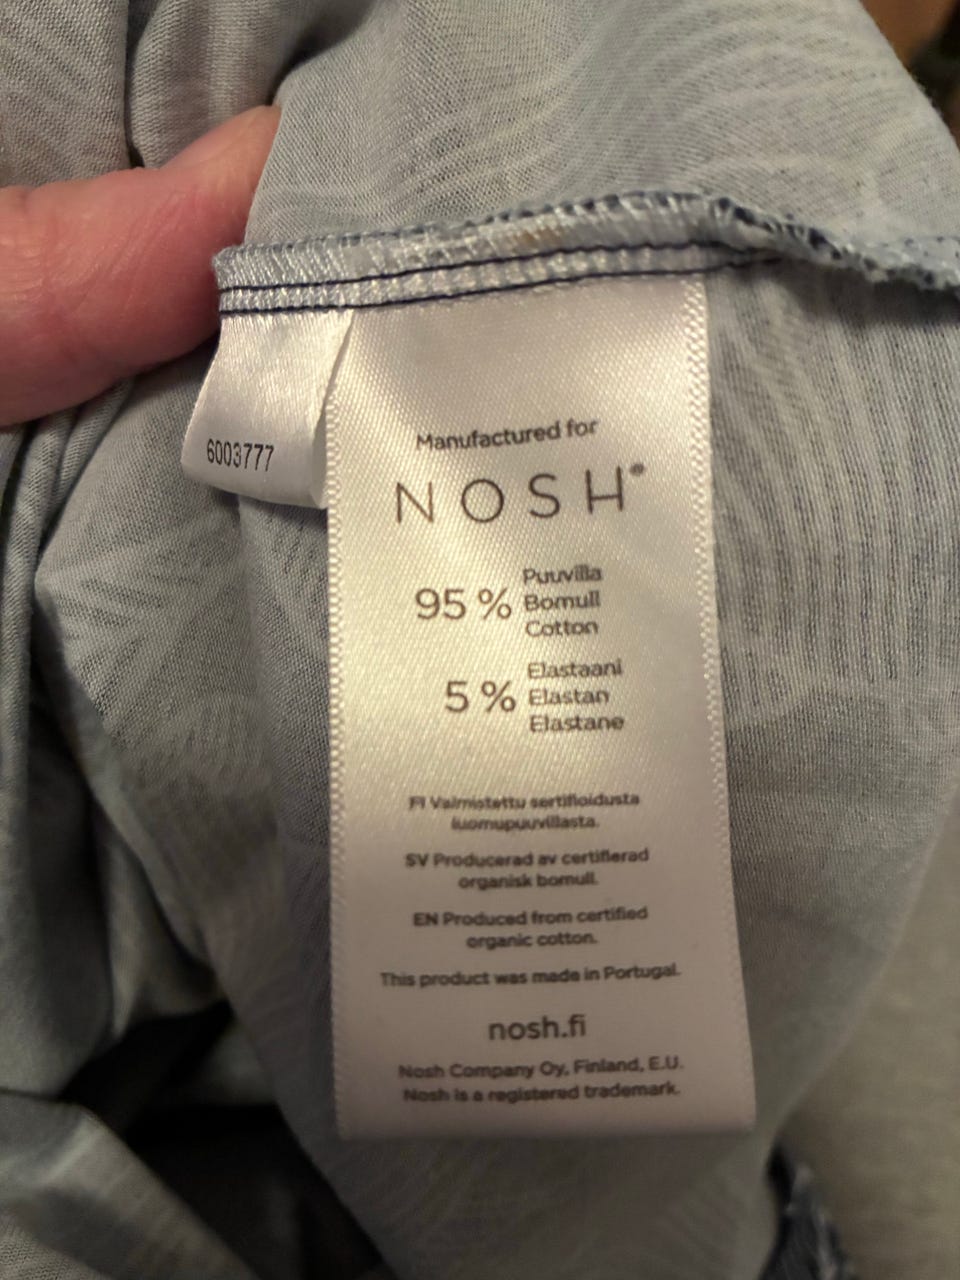 6003777
Manufactured for
NOSH®
95 % Puuvilla
Bomull
Cotton
5 % Elastaani
Elastan
Elastane
FI Valmistettu sertifioidusta
luomupuuvillasta.
SV Producerad av certifierad
organisk bomull.
EN Produced from certified
organic cotton.
This product was made in Portugal.
nosh.fi
Nosh Company Oy, Finland, E.U.
Nosh is a registered trademark.